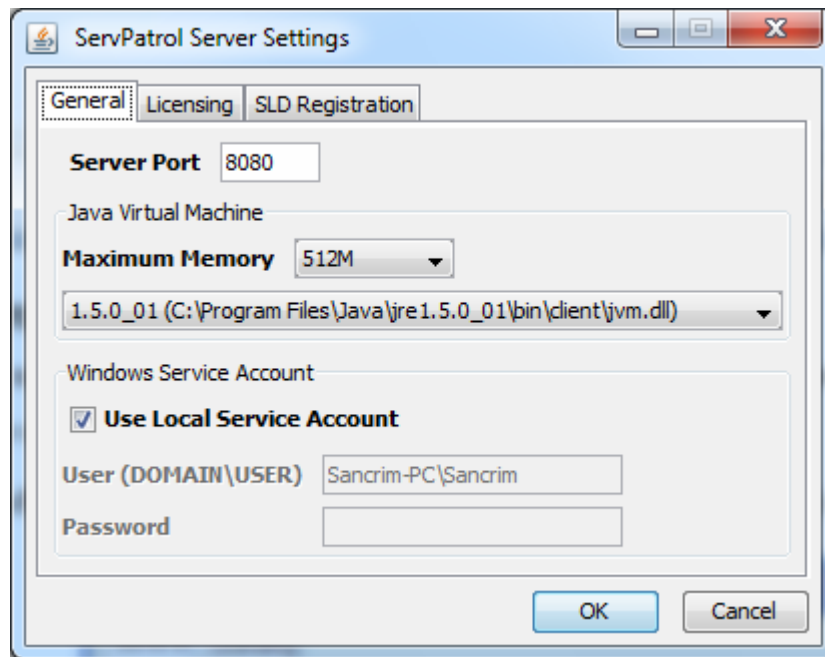 ServPatrol Server Settings
General Licensing SLD Registration
Server Port 8080
Java Virtual Machine
Maximum Memory 512M
1.5.0_01 (C:\Program Files\Java\jre1.5.0_01\bin\client\jvm.dll)
Windows Service Account
Use Local Service Account
User (DOMAIN\USER) Sancrim-PC\Sancrim
Password
OK Cancel